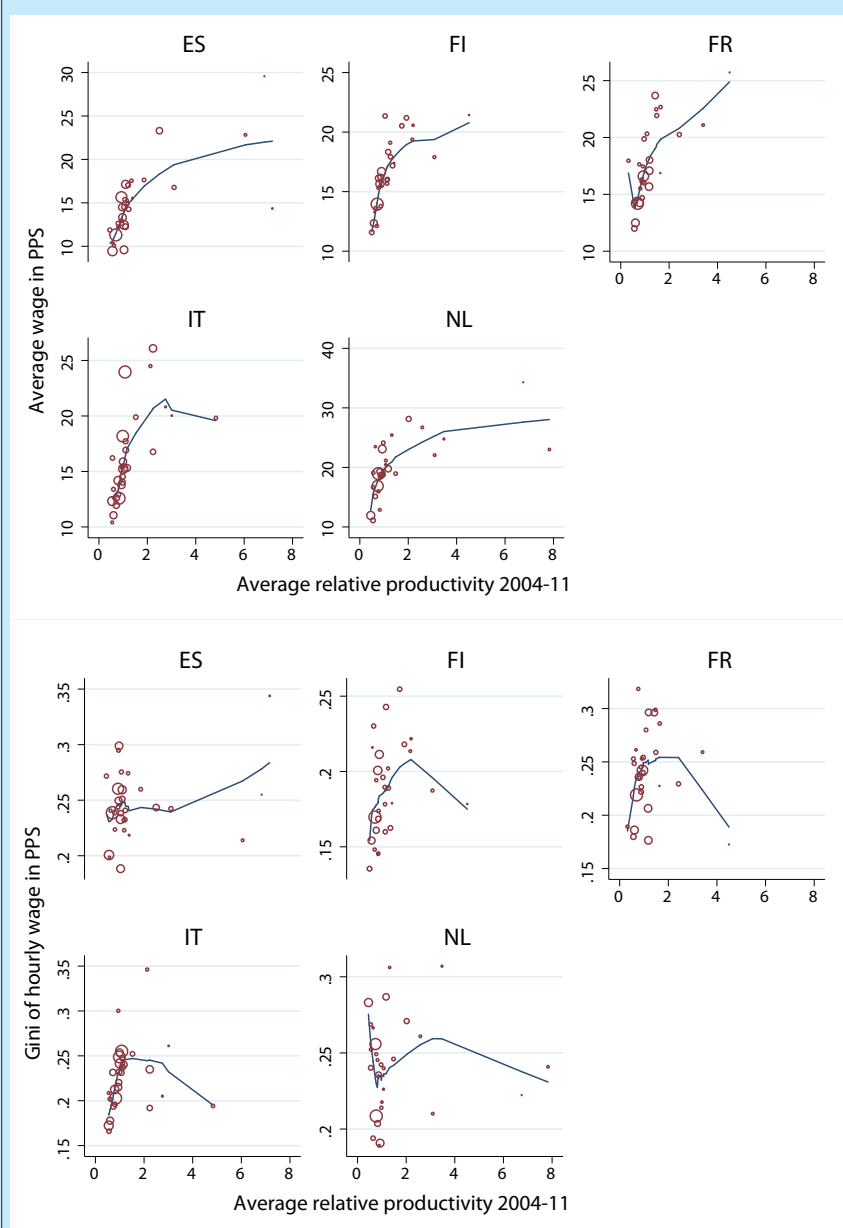 ES FI FR
30
25
20
15
10
25
20
15
10
25
20
15
10
0 2 4 6 8
Average wage in PPS
IT NL
25
20
15
10
40
30
20
10
0 2 4 6 8
0 2 4 6 8
Average relative productivity 2004-11
ES FI FR
.35
.3
.25
.2
.25
.2
.15
.3
.25
.2
.15
0 2 4 6 8
Gini of hourly wage in PPS
IT NL
.35
.3
.25
.2
.15
.3
.25
.2
0 2 4 6 8
0 2 4 6 8
Average relative productivity 2004-11